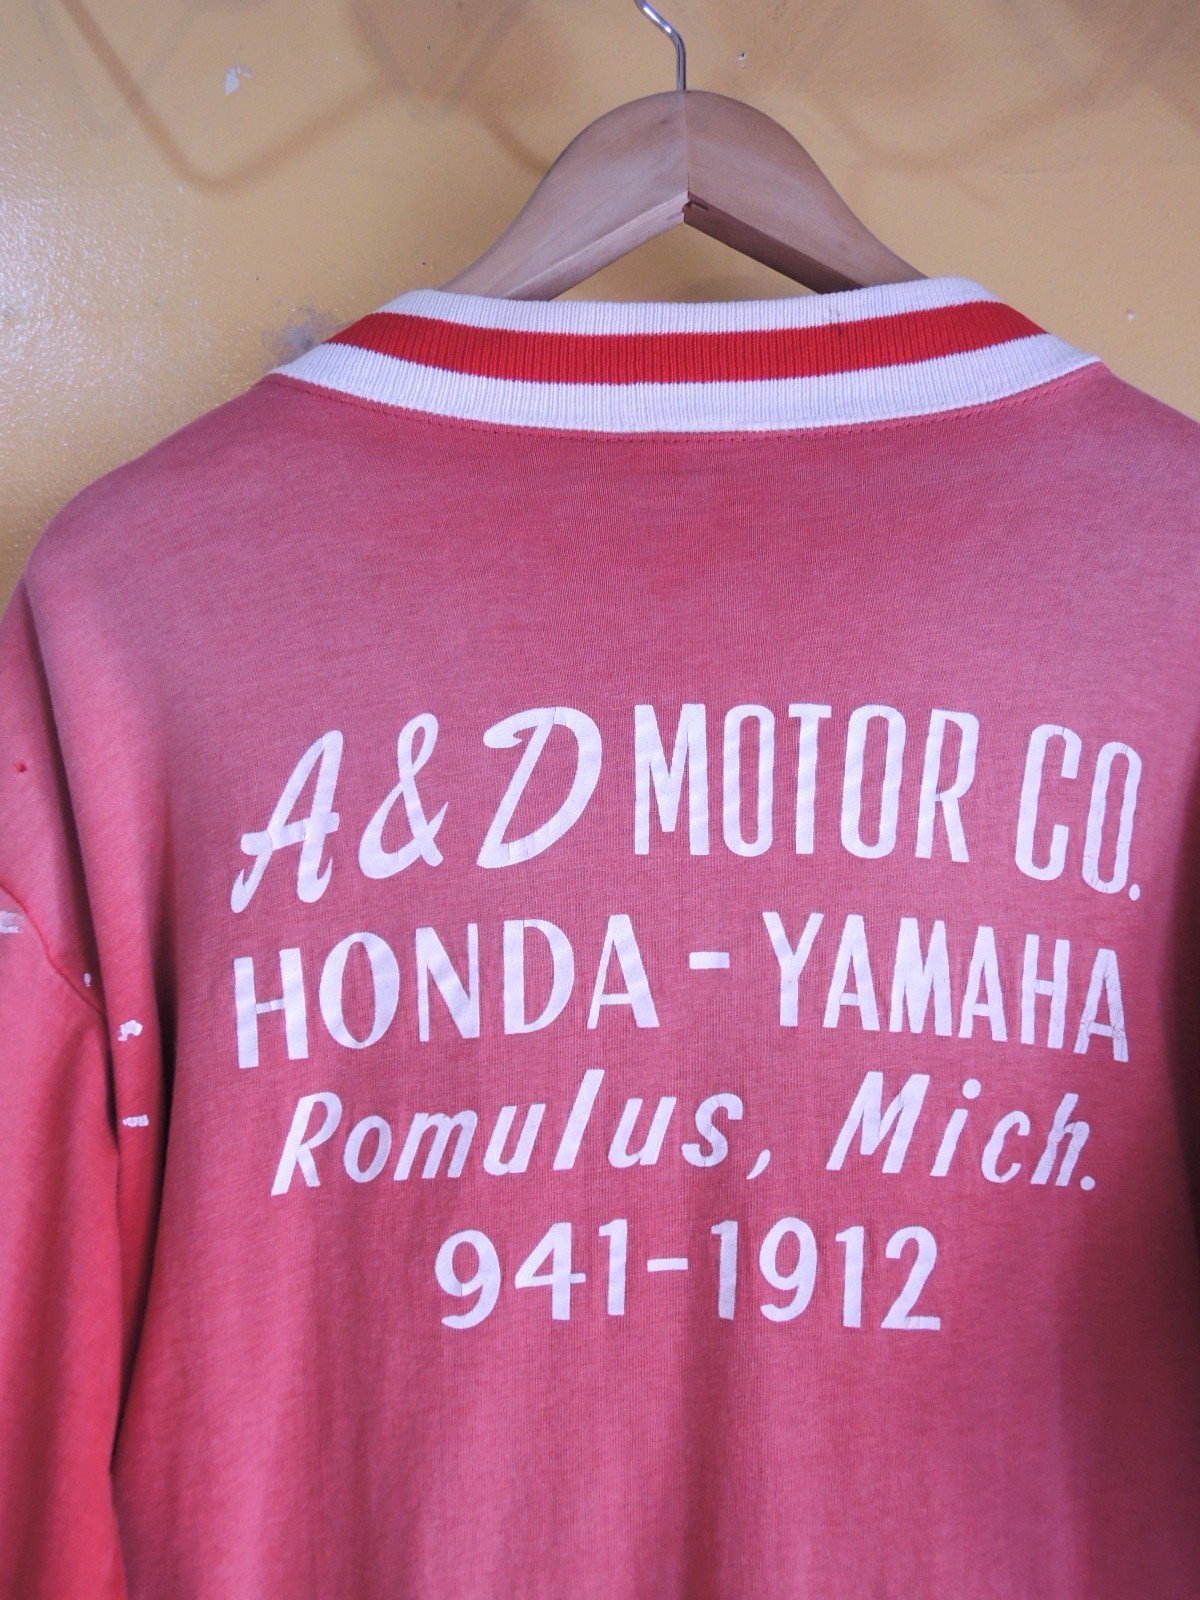 A & D MOTOR CO.
HONDA - YAMAHA
Romulus, Mich.
941-1912